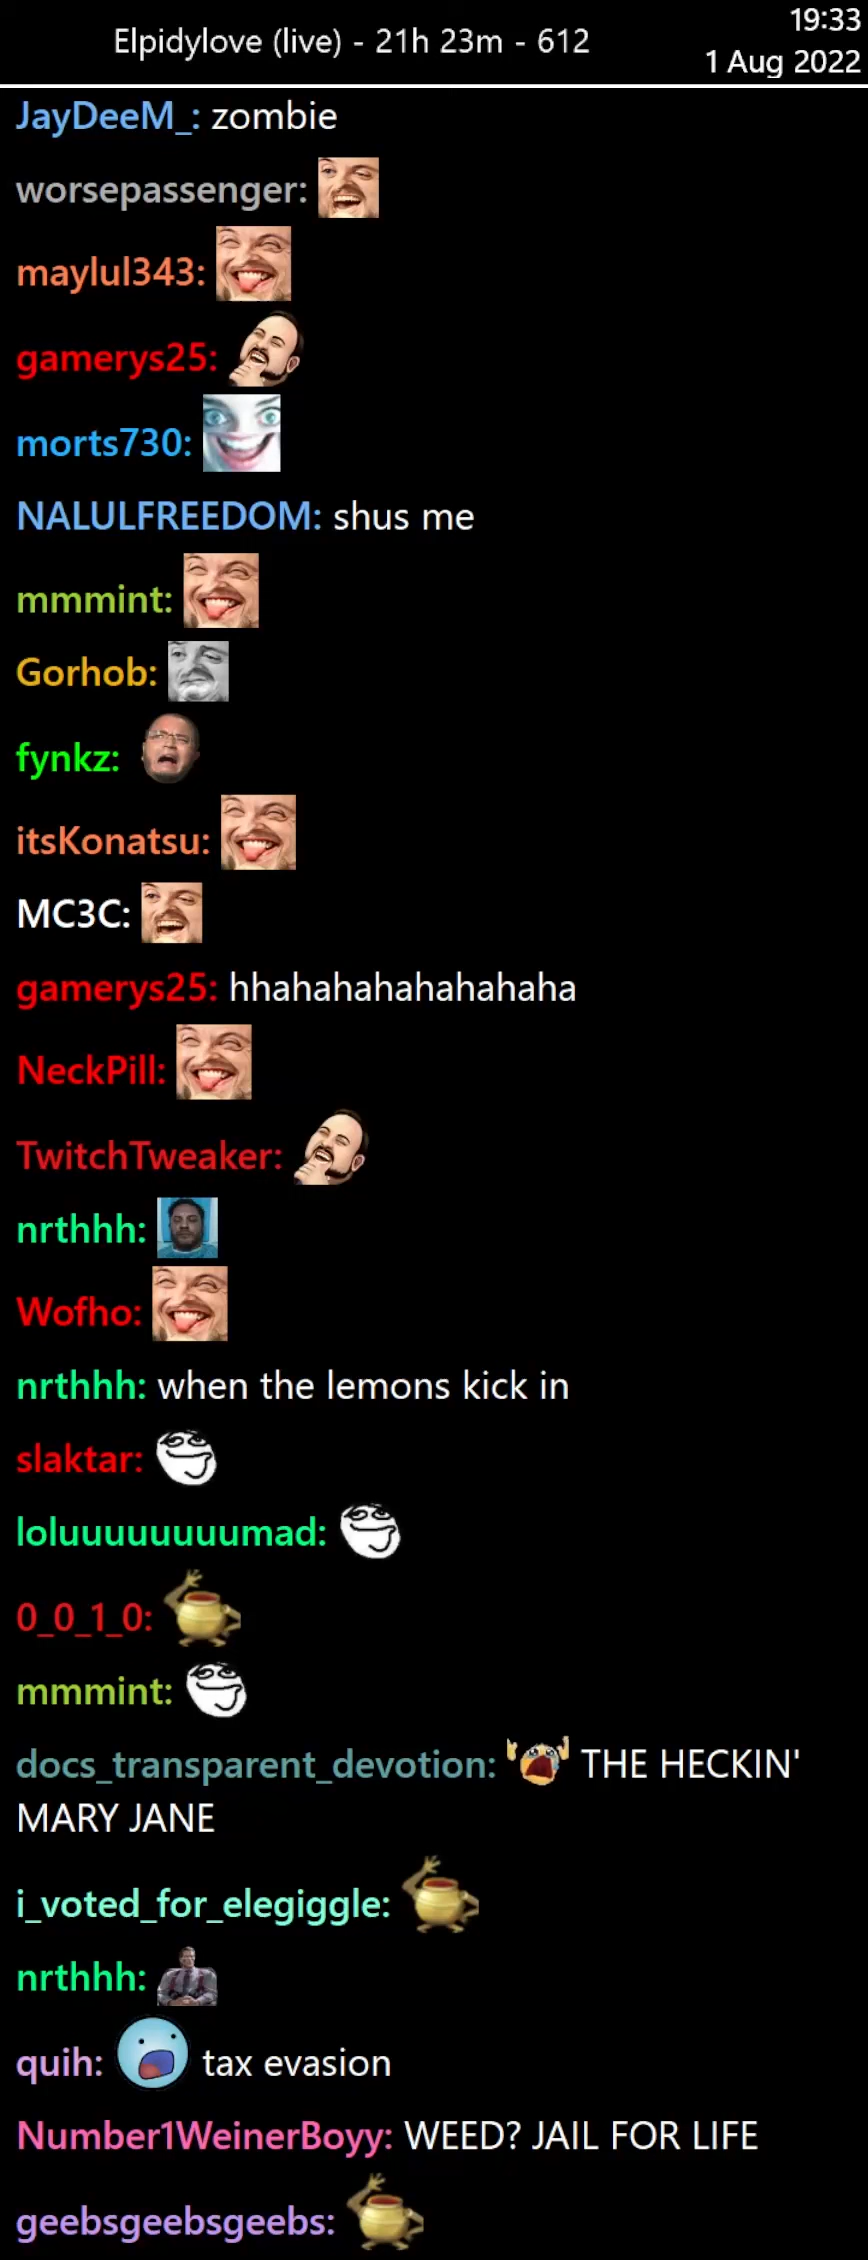 Elpidylove (live) - 21h 23m - 612
19:33
1 Aug 2022
JayDeeM_: zombie
worsepassenger:
maylul343:
gamerys25:
morts730:
NALULFREEDOM: shus me
mmmint:
Gorhob:
fynkz:
itsKonatsu:
MC3C:
gamerys25: hhahahahahahahaha
NeckPill:
TwitchTweaker:
nrthhh:
Wofho:
nrthhh: when the lemons kick in
slaktar:
loluuuuuuuumad:
0_0_1_0:
mmmint:
docs_transparent_devotion: THE HECKIN'
MARY JANE
i_voted_for_elegiggle:
nrthhh:
quih: tax evasion
Number1WeinerBoyy: WEED? JAIL FOR LIFE
geebsgeebsgeebs: